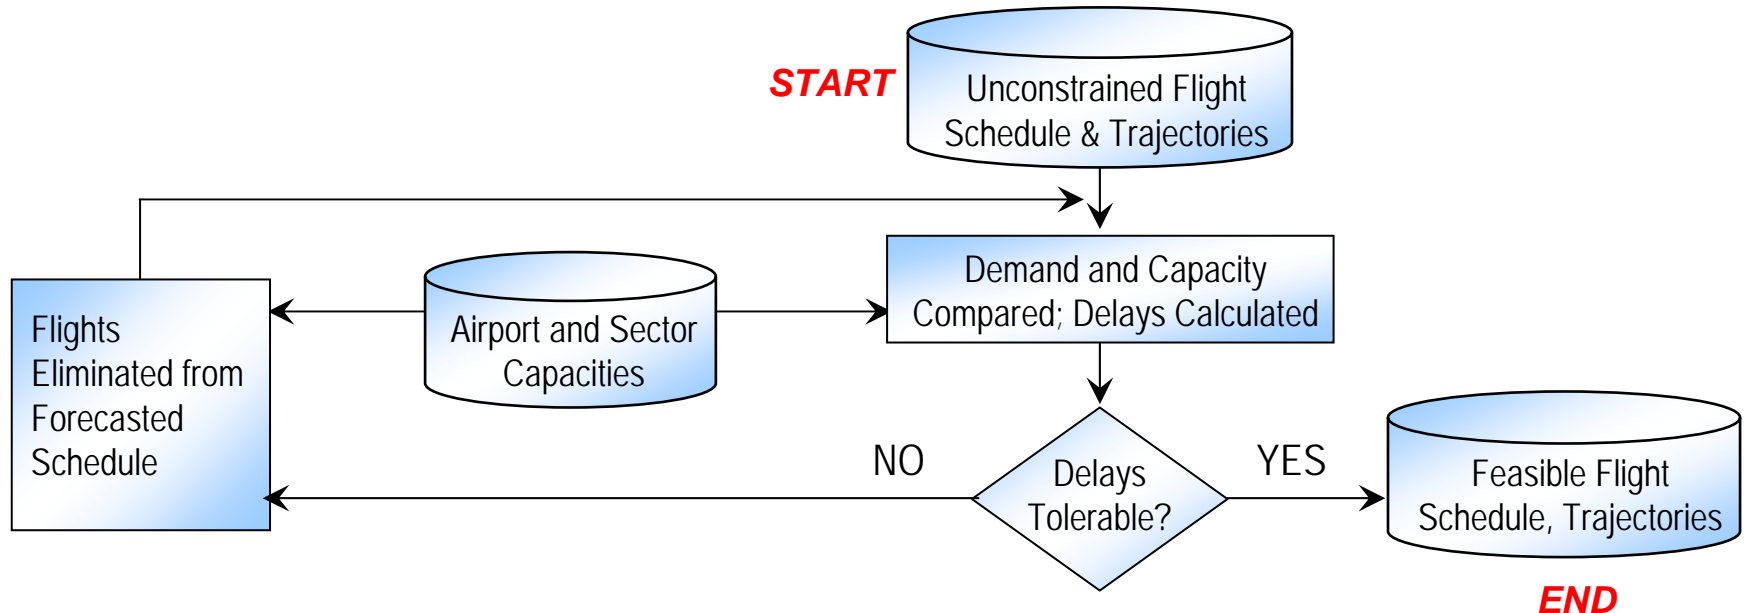 START
Unconstrained Flight
Schedule & Trajectories
Demand and Capacity
Compared; Delays Calculated
Airport and Sector
Capacities
Flights
Eliminated from
Forecasted
Schedule
NO
Delays
Tolerable?
YES
Feasible Flight
Schedule, Trajectories
END